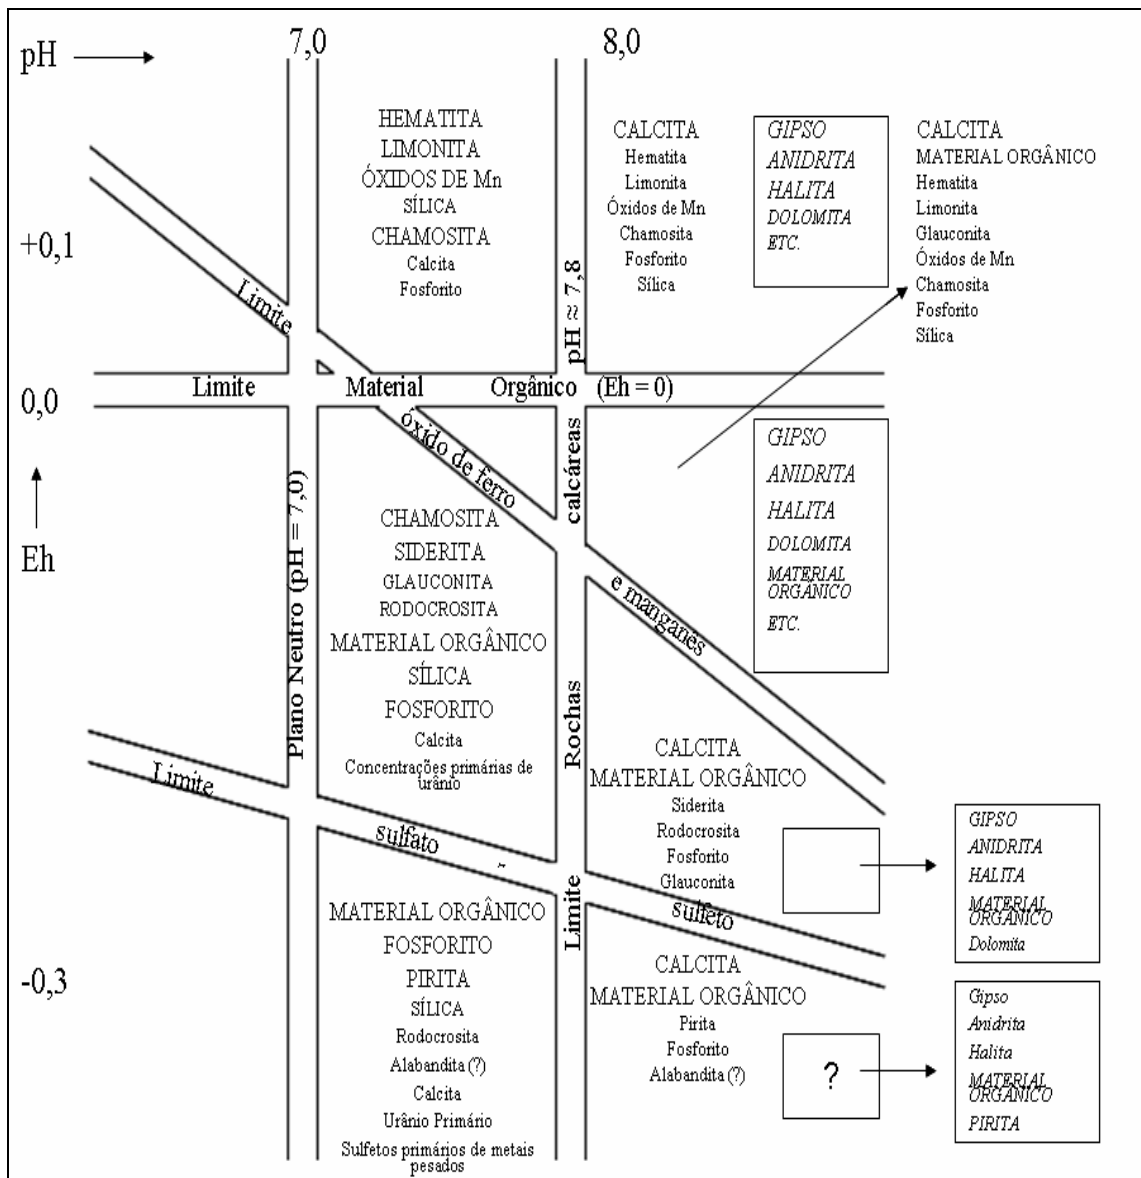 pH
7,0
8,0
+0,1
0,0
Eh
-0,3
HEMATITA
LIMONITA
ÓXIDOS DE Mn
SÍLICA
CHAMOSITA
Calcita
Fosforito
CALCITA
Hematita
Limonita
Óxidos de Mn
Chamosita
Fosforito
Sílica
GIPSO
ANIDRITA
HALITA
DOLOMITA
ETC.
CALCITA
MATERIAL ORGÂNICO
Hematita
Limonita
Glauconita
Óxidos de Mn
Chamosita
Fosforito
Sílica
Limite óxido de ferro e manganês
Limite Material Orgânico (Eh = 0)
Plano Neutro (pH = 7,0)
Limite Rochas calcáreas pH ≈ 7,8
CHAMOSITA
SIDERITA
GLAUCONITA
RODOCROSITA
MATERIAL ORGÂNICO
SÍLICA
FOSFORITO
Calcita
Concentrações primárias de
urânio
GIPSO
ANIDRITA
HALITA
DOLOMITA
MATERIAL
ORGÂNICO
ETC.
Limite sulfato - sulfeto
CALCITA
MATERIAL ORGÂNICO
Siderita
Rodocrosita
Fosforito
Glauconita
GIPSO
ANIDRITA
HALITA
MATERIAL
ORGÂNICO
Dolomita
MATERIAL ORGÂNICO
FOSFORITO
PIRITA
SÍLICA
Rodocrosita
Alabandita (?)
Calcita
Urânio Primário
Sulfetos primários de metais
pesados
CALCITA
MATERIAL ORGÂNICO
Pirita
Fosforito
Alabandita (?)
?
Gipso
Anidrita
Halita
MATERIAL
ORGÂNICO
PIRITA